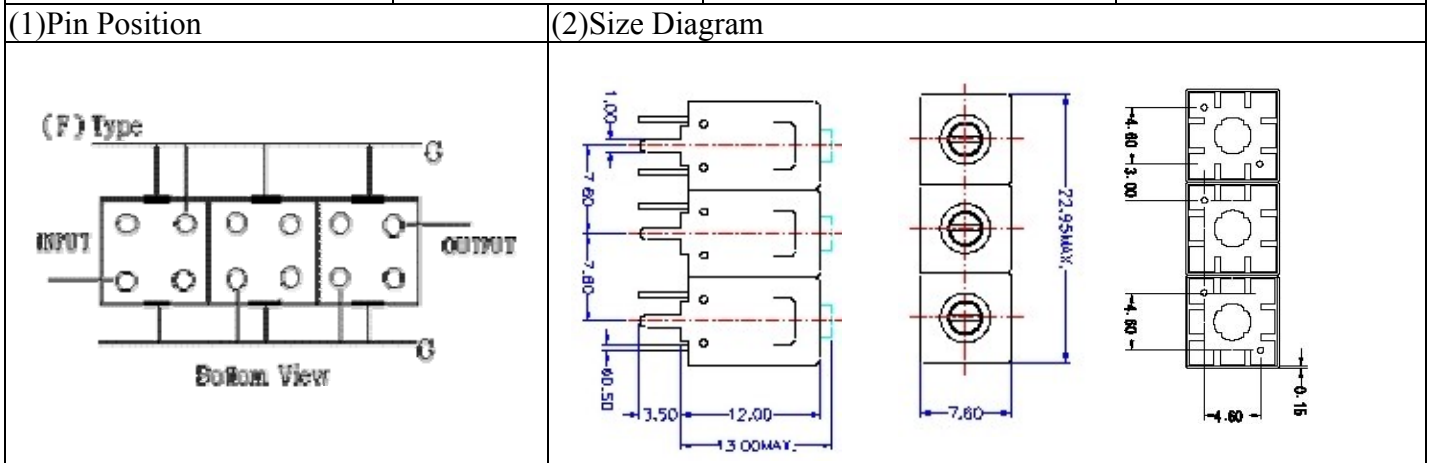 (1)Pin Position
(2)Size Diagram
(F) Type
G
INPUT
OUTPUT
G
Bottom View
1.00
7.60
7.60
Φ0.50
3.50
12.00
13.00MAX.
22.95MAX.
7.60
4.60
3.00
4.60
4.60
0.15